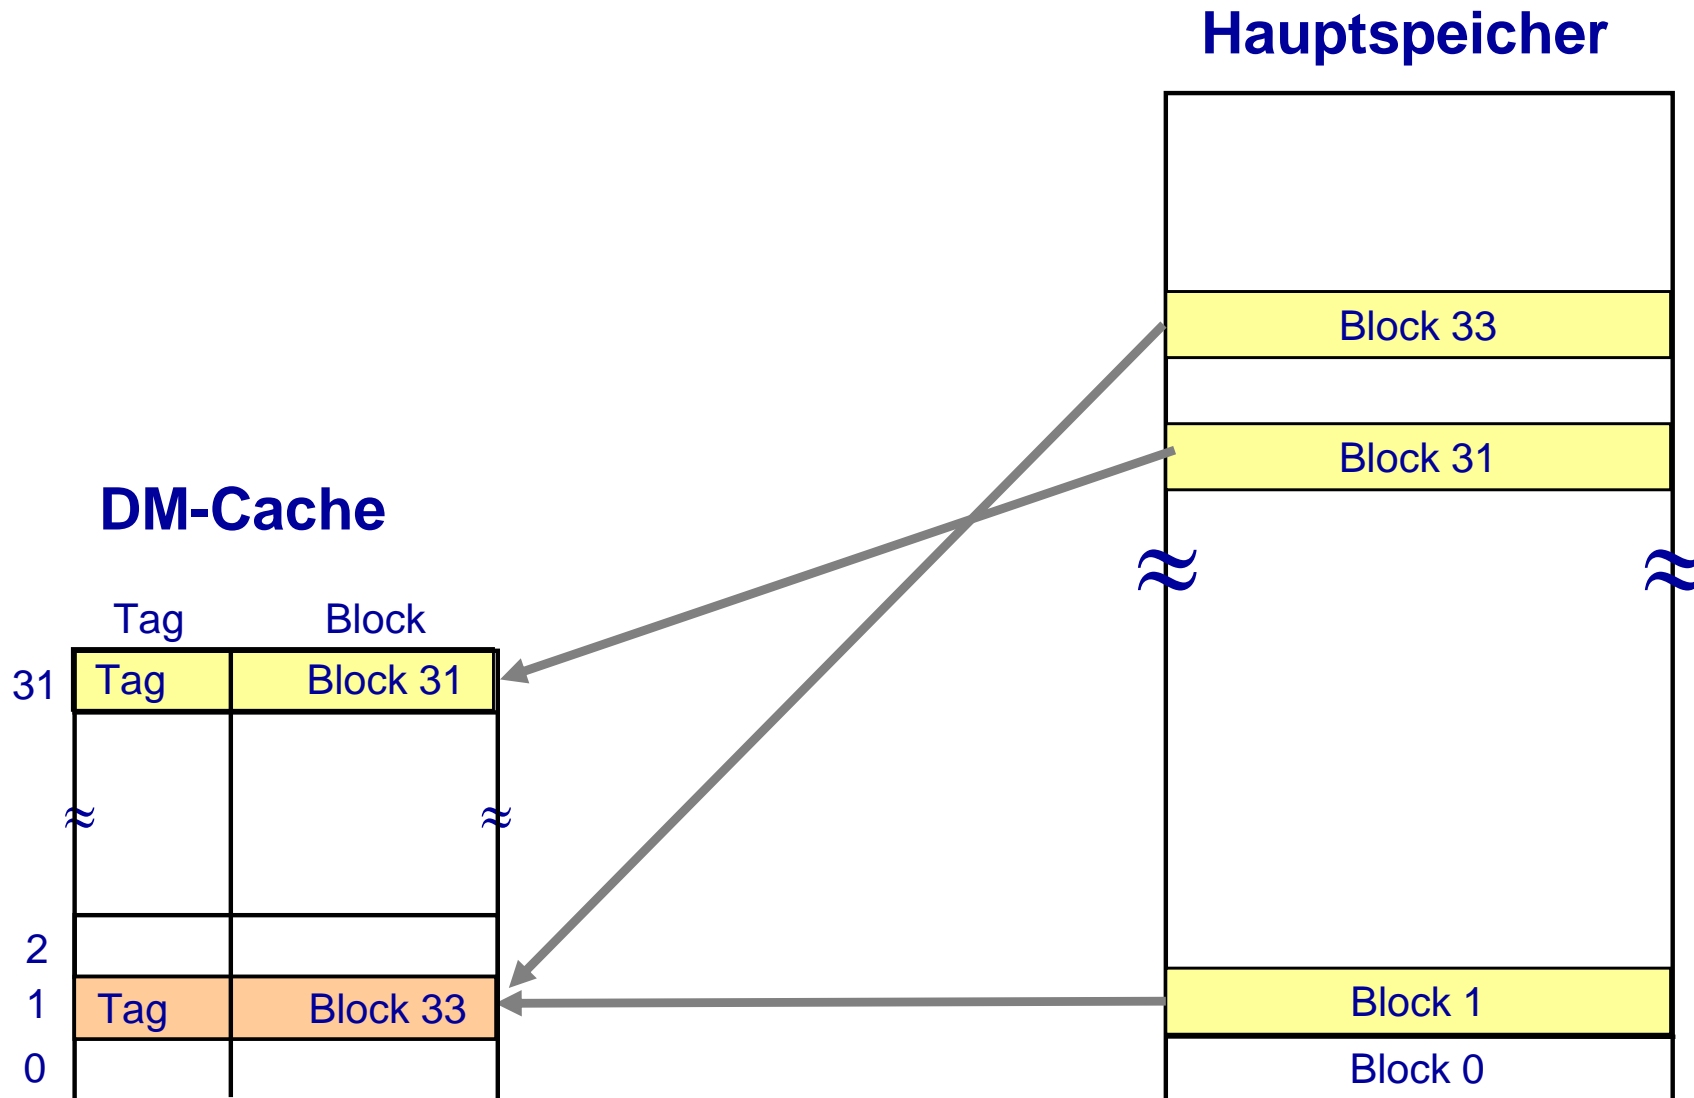 Hauptspeicher
Block 33
Block 31
DM-Cache
Tag Block
31 Tag Block 31
≈ ≈
≈ ≈
2
1 Tag Block 33
Block 1
0
Block 0